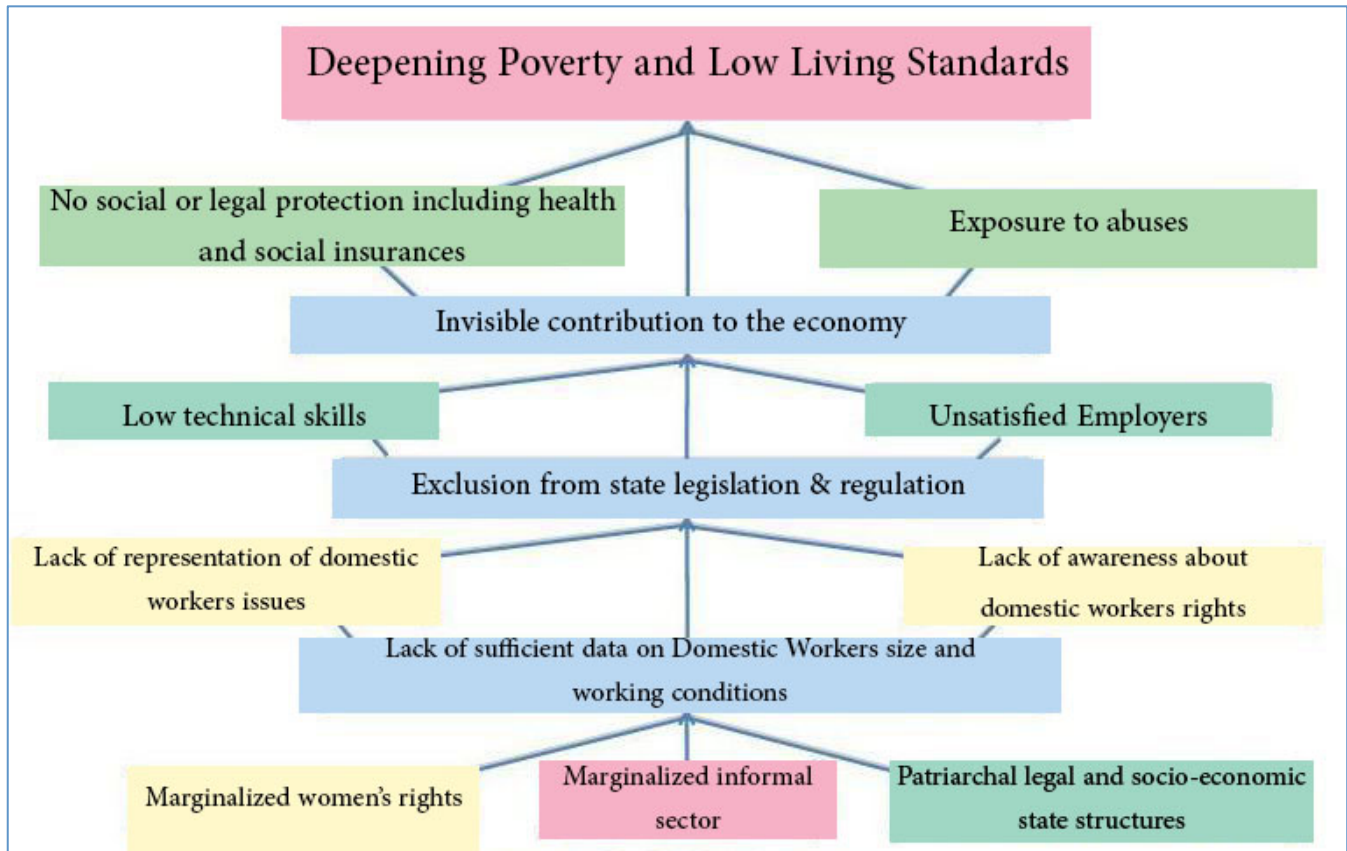 Deepening Poverty and Low Living Standards
No social or legal protection including health
and social insurances
Exposure to abuses
Invisible contribution to the economy
Low technical skills
Unsatisfied Employers
Exclusion from state legislation & regulation
Lack of representation of domestic
workers issues
Lack of awareness about
domestic workers rights
Lack of sufficient data on Domestic Workers size and
working conditions
Marginalized women's rights
Marginalized informal
sector
Patriarchal legal and socio-economic
state structures